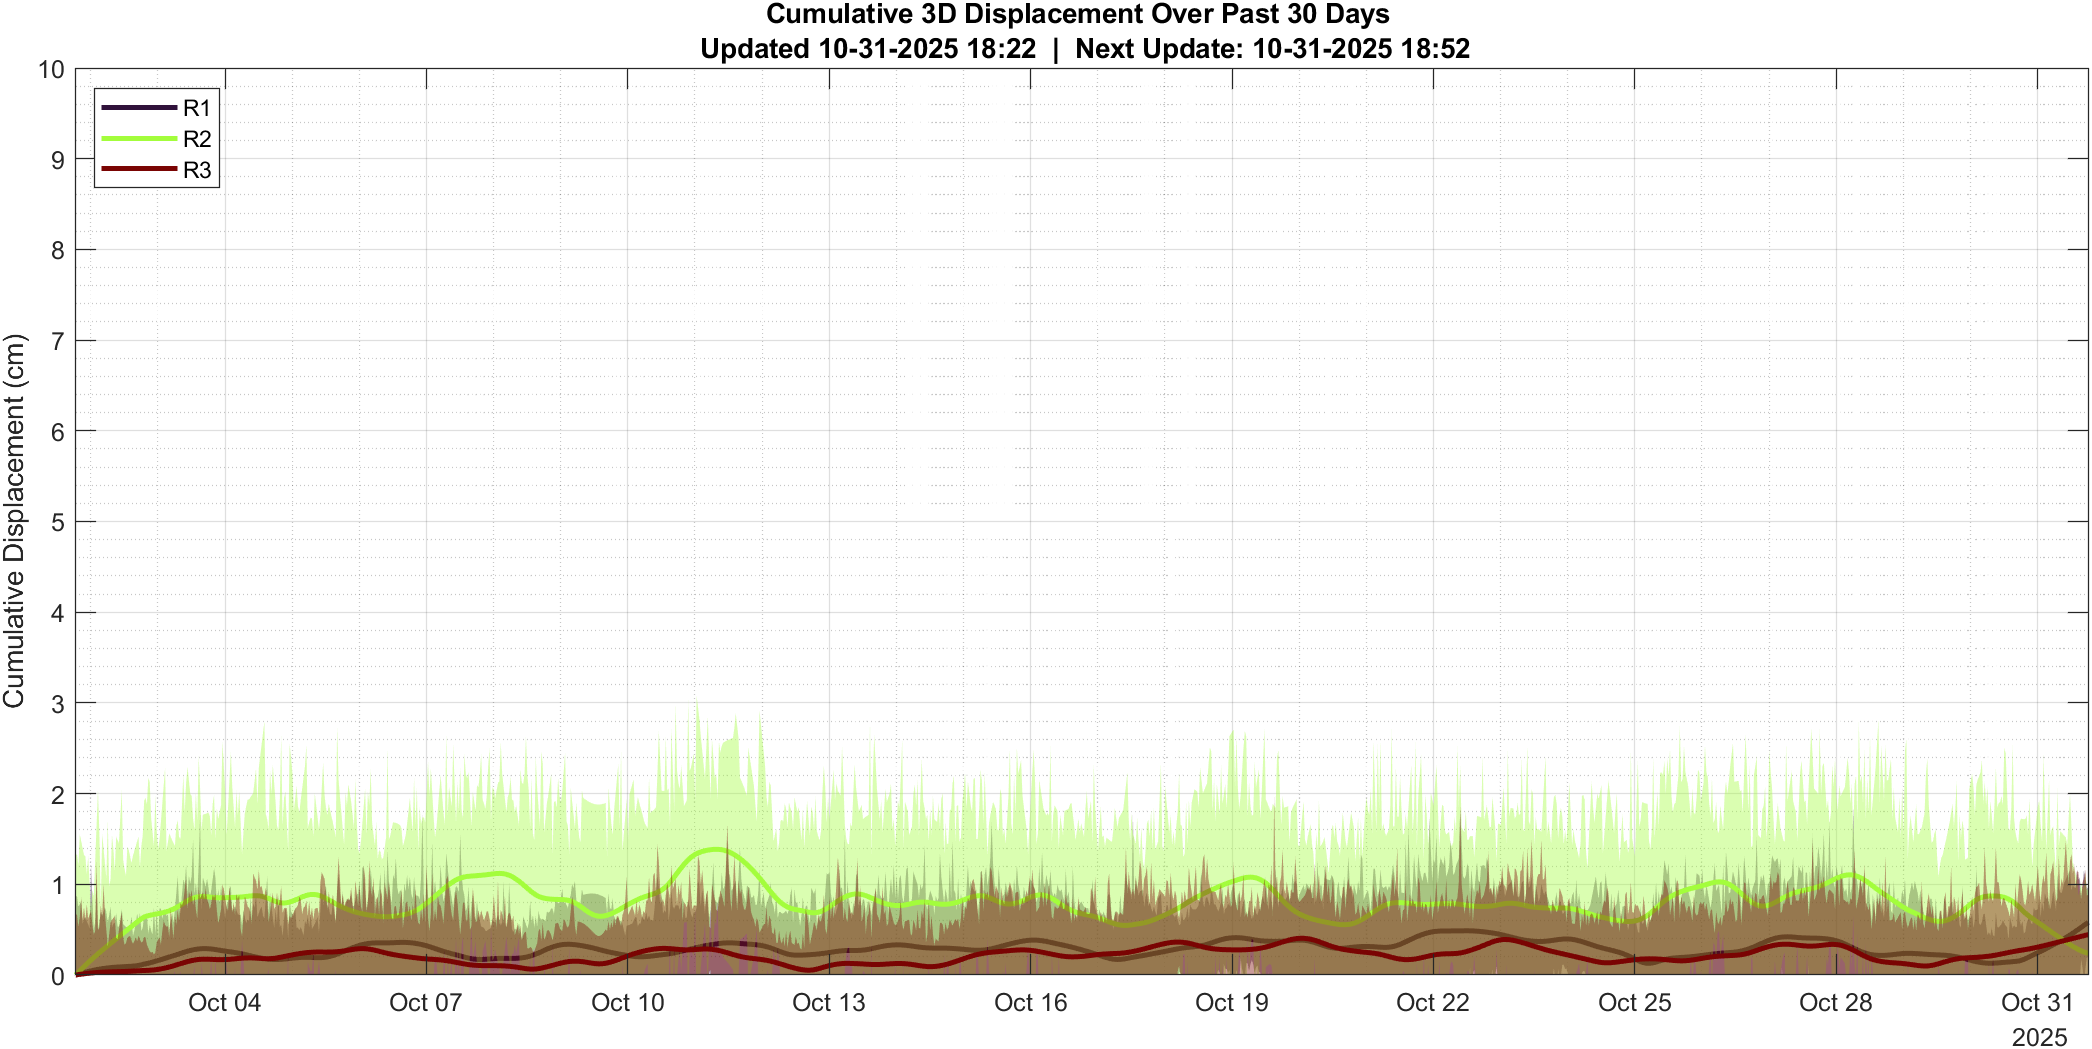 Cumulative 3D Displacement Over Past 30 Days
Updated 10-31-2025 18:22 | Next Update: 10-31-2025 18:52
R1
R2
R3
Cumulative Displacement (cm)
10
9
8
7
6
5
4
3
2
1
0
Oct 04
Oct 07
Oct 10
Oct 13
Oct 16
Oct 19
Oct 22
Oct 25
Oct 28
Oct 31
2025